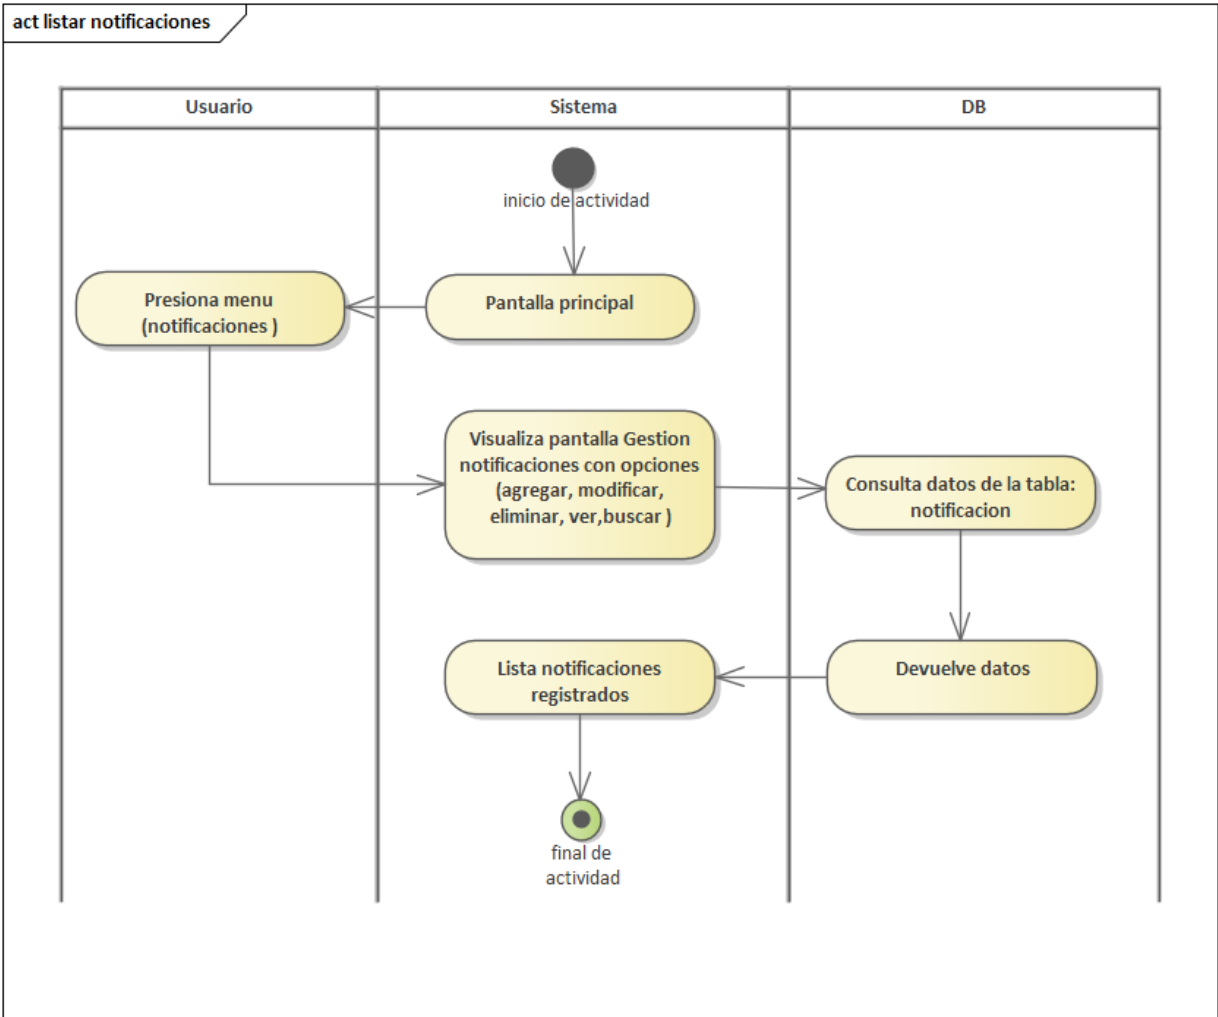 act listar notificaciones
Usuario
Sistema
DB
inicio de actividad
Pantalla principal
Presiona menu
(notificaciones )
Visualiza pantalla Gestion
notificaciones con opciones
(agregar, modificar,
eliminar, ver,buscar )
Consulta datos de la tabla:
notificacion
Devuelve datos
Lista notificaciones
registrados
final de
actividad